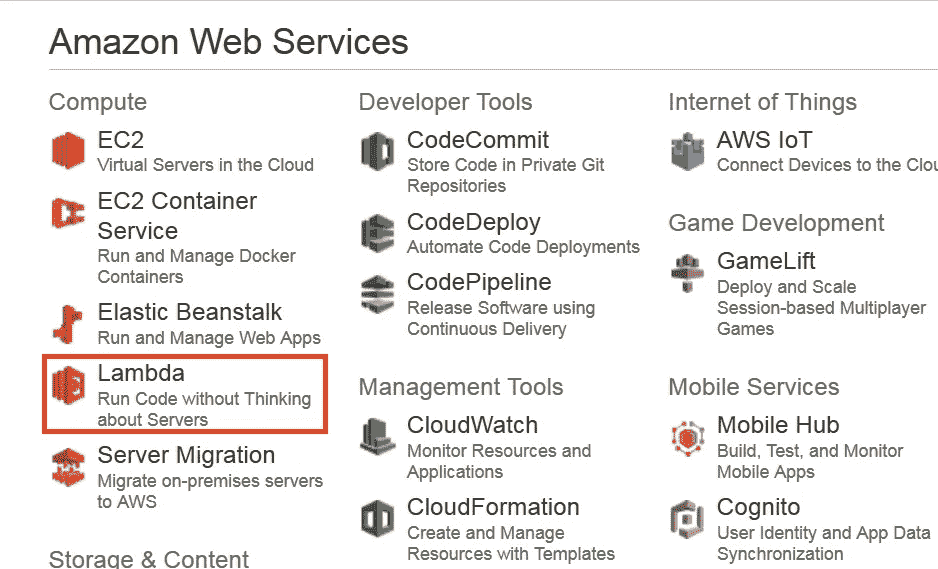 Amazon Web Services
Compute
EC2
Virtual Servers in the Cloud
EC2 Container
Service
Run and Manage Docker
Containers
Elastic Beanstalk
Run and Manage Web Apps
Lambda
Run Code without Thinking
about Servers
Server Migration
Migrate on-premises servers
to AWS
Storage & Content
Developer Tools
CodeCommit
Store Code in Private Git
Repositories
CodeDeploy
Automate Code Deployments
CodePipeline
Release Software using
Continuous Delivery
Management Tools
CloudWatch
Monitor Resources and
Applications
CloudFormation
Create and Manage
Resources with Templates
Internet of Things
AWS IoT
Connect Devices to the Clou
Game Development
GameLift
Deploy and Scale
Session-based Multiplayer
Games
Mobile Services
Mobile Hub
Build, Test, and Monitor
Mobile Apps
Cognito
User Identity and App Data
Synchronization